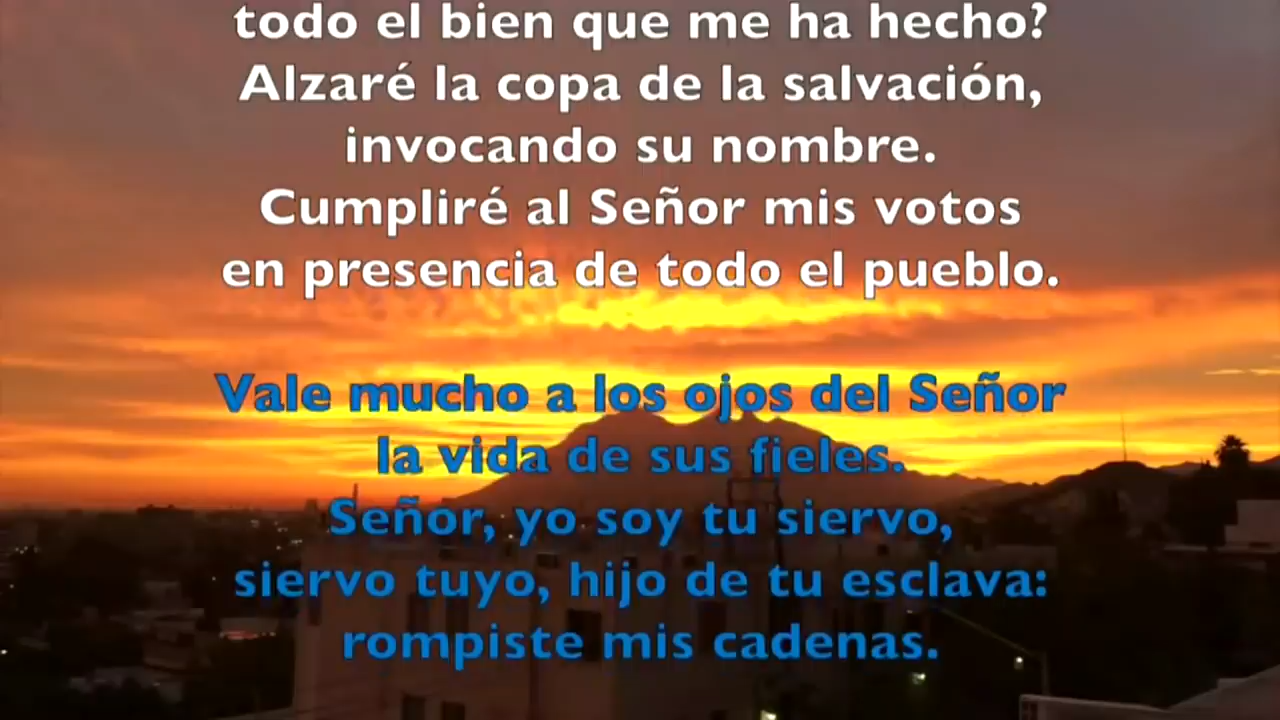 todo el bien que me ha hecho?
Alzaré la copa de la salvación,
invocando su nombre.
Cumpliré al Señor mis votos
en presencia de todo el pueblo.
Vale mucho a los ojos del Señor
la vida de sus fieles.
Señor, yo soy tu siervo,
siervo tuyo, hijo de tu esclava:
rompiste mis cadenas.